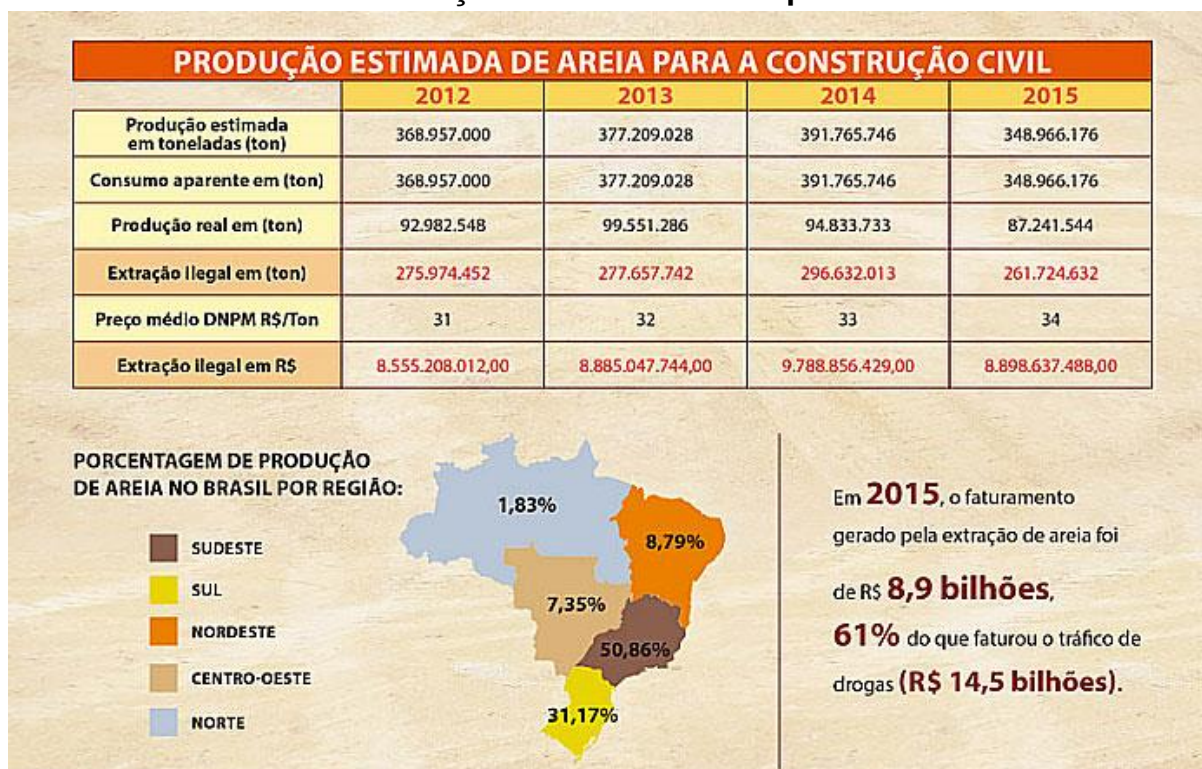 PRODUÇÃO ESTIMADA DE AREIA PARA A CONSTRUÇÃO CIVIL
2012 2013 2014 2015
Produção estimada
em toneladas (ton) 368.957.000 377.209.028 391.765.746 348.966.176
Consumo aparente em (ton) 368.957.000 377.209.028 391.765.746 348.966.176
Produção real em (ton) 92.982.548 99.551.286 94.833.733 87.241.544
Extração Ilegal em (ton) 275.974.452 277.657.742 296.632.013 261.724.632
Preço médio DNPM R$/Ton 31 32 33 34
Extração Ilegal em R$ 8.555.208.012,00 8.885.047.744,00 9.788.856.429,00 8.898.637.488,00
PORCENTAGEM DE PRODUÇÃO
DE AREIA NO BRASIL POR REGIÃO:
SUDESTE
SUL
NORDESTE
CENTRO-OESTE
NORTE
1,83%
8,79%
7,35%
50,86%
31,17%
Em 2015, o faturamento
gerado pela extração de areia foi
de R$ 8,9 bilhões,
61% do que faturou o tráfico de
drogas (R$ 14,5 bilhões).